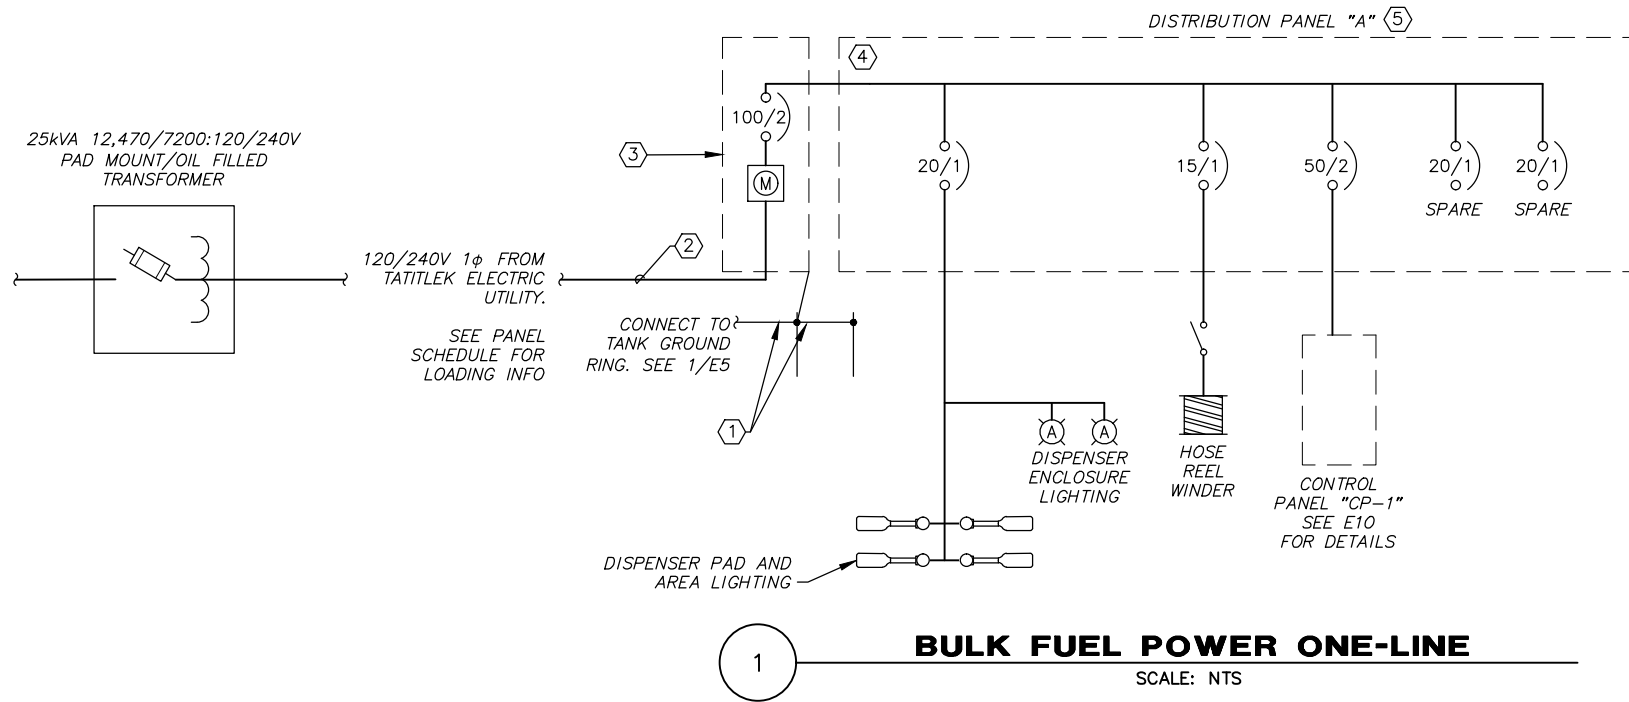 DISTRIBUTION PANEL "A" 5
4
25kVA 12,470/7200:120/240V
PAD MOUNT/OIL FILLED
TRANSFORMER
3
100/2
M
20/1
15/1
50/2
20/1
20/1
SPARE
SPARE
2
120/240V 1φ FROM
TATITLEK ELECTRIC
UTILITY.
SEE PANEL
SCHEDULE FOR
LOADING INFO
CONNECT TO
TANK GROUND
RING. SEE 1/E5
1
A
A
DISPENSER
ENCLOSURE
LIGHTING
HOSE
REEL
WINDER
CONTROL
PANEL "CP-1"
SEE E10
FOR DETAILS
DISPENSER PAD AND
AREA LIGHTING
1
BULK FUEL POWER ONE-LINE
SCALE: NTS